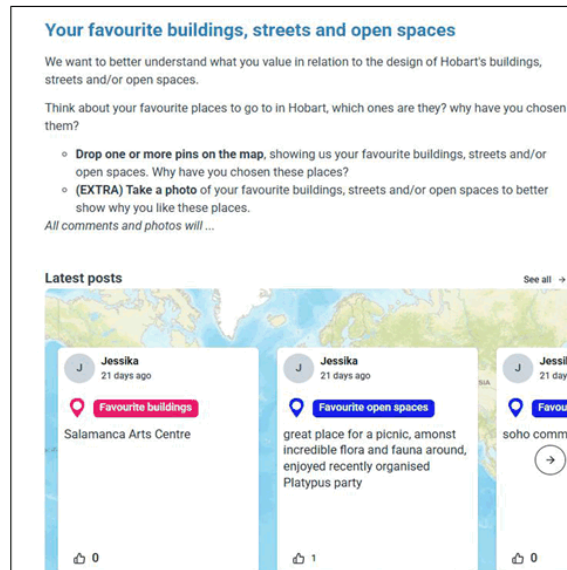 Your favourite buildings, streets and open spaces
We want to better understand what you value in relation to the design of Hobart's buildings,
streets and/or open spaces.
Think about your favourite places to go to in Hobart, which ones are they? why have you chosen
them?
Drop one or more pins on the map, showing us your favourite buildings, streets and/or
open spaces. Why have you chosen these places?
(EXTRA) Take a photo of your favourite buildings, streets and/or open spaces to better
show why you like these places.
All comments and photos will ...
Latest posts
See all
J
Jessika
21 days ago
Favourite buildings
Salamanca Arts Centre
0
J
Jessika
21 days ago
Favourite open spaces
great place for a picnic, amonst
incredible flora and fauna around,
enjoyed recently organised
Platypus party
1
J
21
soho
0